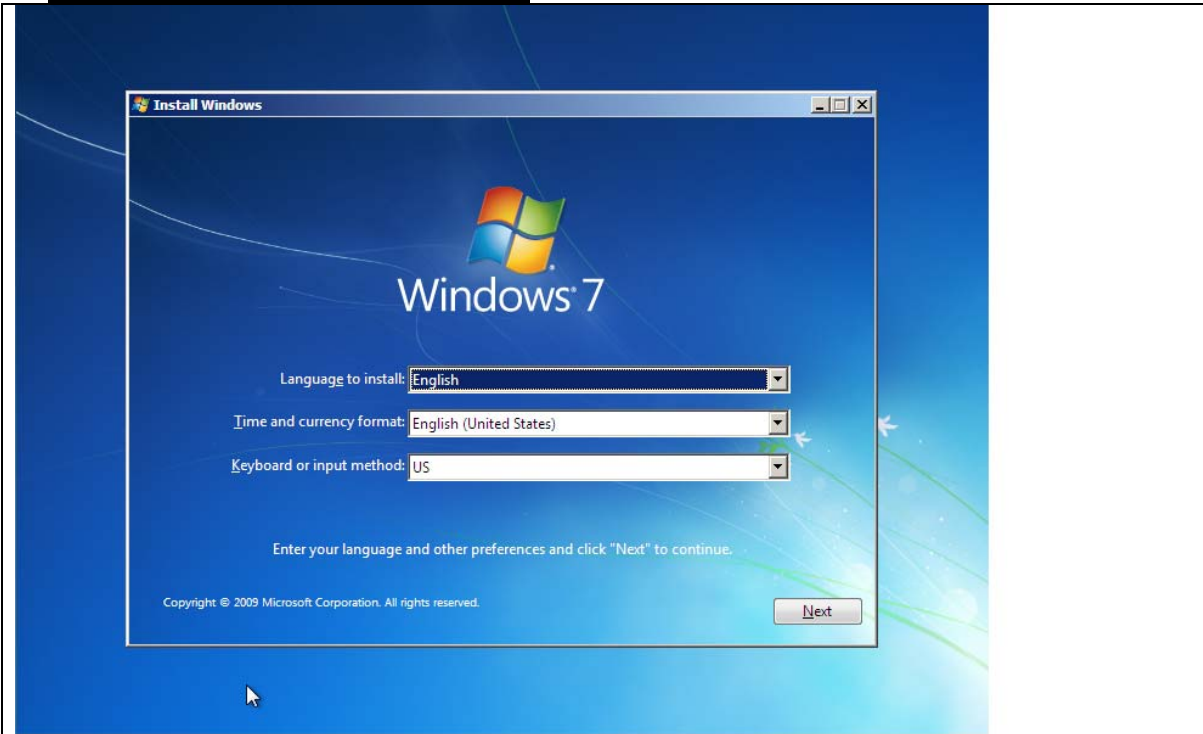 Install Windows
Windows® 7
Language to install: English
Time and currency format: English (United States)
Keyboard or input method: US
Enter your language and other preferences and click "Next" to continue.
Copyright © 2009 Microsoft Corporation. All rights reserved.
Next